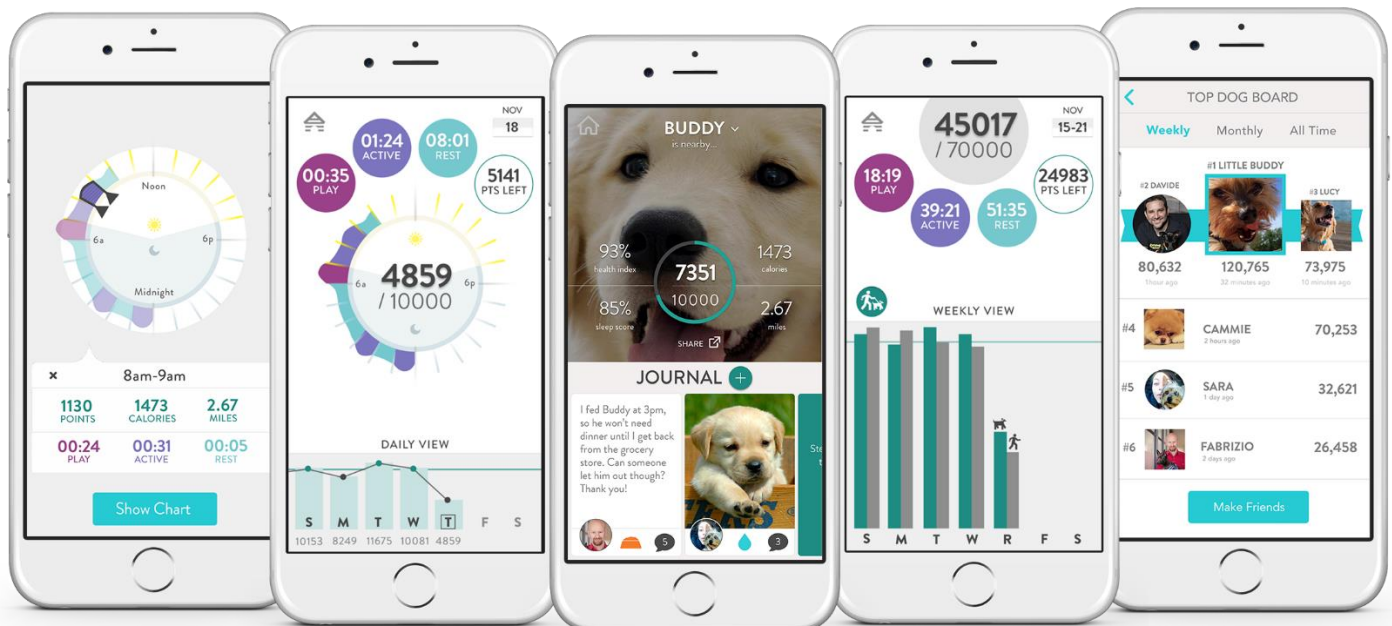 Noon
6a
6p
Midnight
8am-9am
1130
POINTS
1473
CALORIES
2.67
MILES
00:24
PLAY
00:31
ACTIVE
00:05
REST
Show Chart
NOV
18
01:24
ACTIVE
08:01
REST
00:35
PLAY
5141
PTS LEFT
6a
4859
/ 10000
6p
DAILY VIEW
S M T W T F S
10153 8249 11675 10081 4859
BUDDY
is nearby...
93%
health index
1473
calories
7351
10000
85%
sleep score
2.67
miles
SHARE
JOURNAL +
I fed Buddy at 3pm,
so he won't need
dinner until I get back
from the grocery
store. Can someone
let him out though?
Thank you!
5
3
45017
/ 70000
NOV
15-21
18:19
PLAY
24983
PTS LEFT
39:21
ACTIVE
51:35
REST
WEEKLY VIEW
S M T W R F S
TOP DOG BOARD
Weekly Monthly All Time
#1 LITTLE BUDDY
#2 DAVIDE
#3 LUCY
80,632
1 hour ago
120,765
32 minutes ago
73,975
10 minutes ago
#4
CAMMIE
2 hours ago
70,253
#5
SARA
1 day ago
32,621
#6
FABRIZIO
2 days ago
26,458
Make Friends